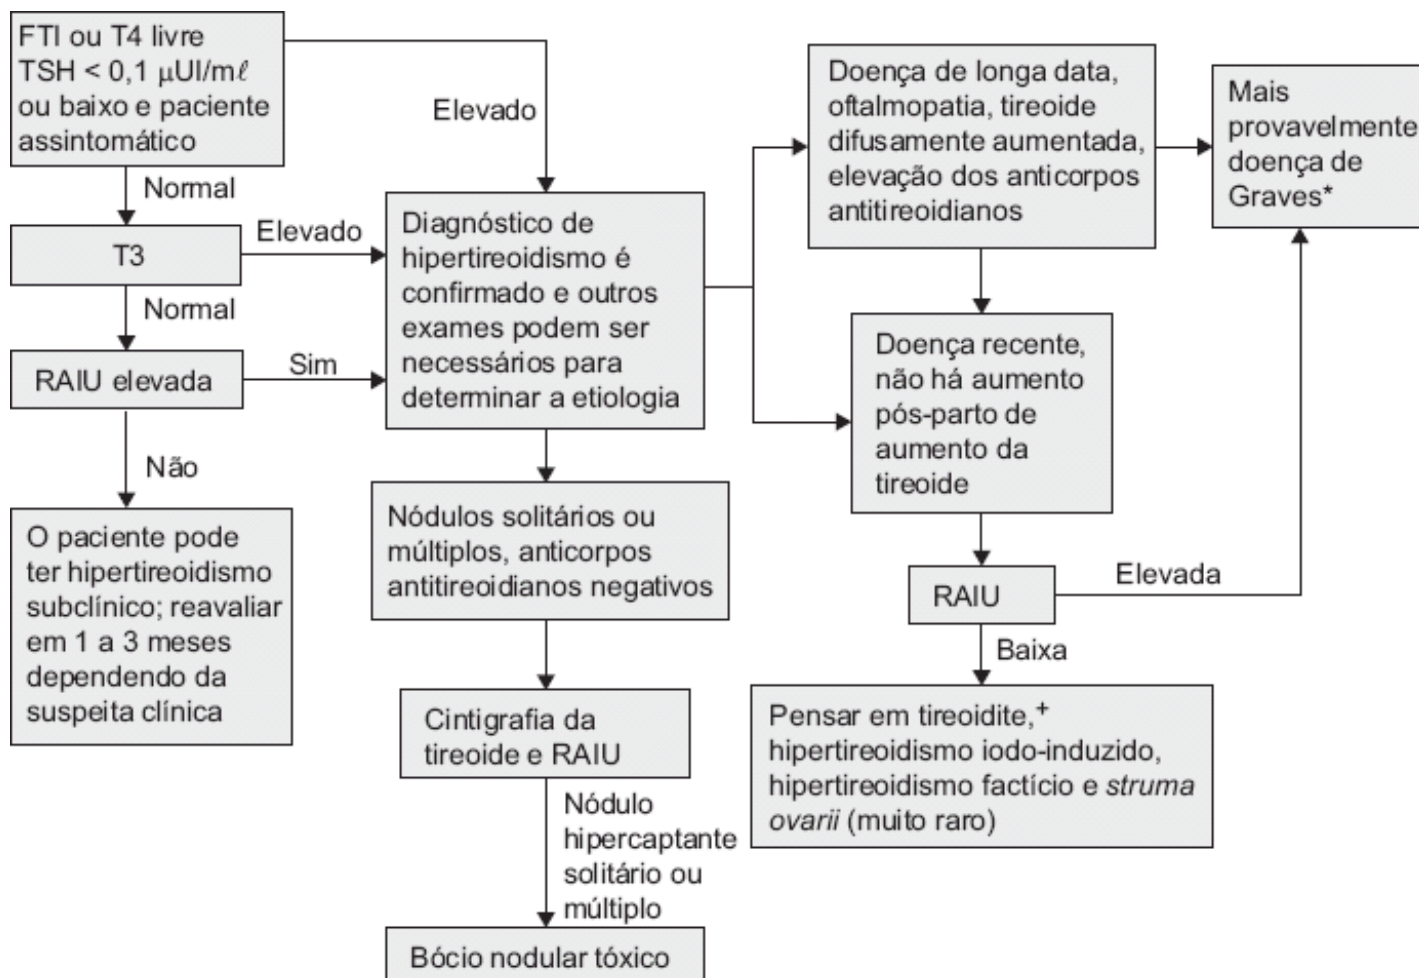 FTI ou T4 livre
TSH < 0,1 μUI/mℓ
ou baixo e paciente
assintomático
Elevado
Normal
T3
Elevado
Normal
RAIU elevada
Sim
Não
O paciente pode
ter hipertireoidismo
subclínico; reavaliar
em 1 a 3 meses
dependendo da
suspeita clínica
Diagnóstico de
hipertireoidismo é
confirmado e outros
exames podem ser
necessários para
determinar a etiologia
Nódulos solitários ou
múltiplos, anticorpos
antitireoidianos negativos
Cintigrafia da
tireoide e RAIU
Nódulo
hipercaptante
solitário ou
múltiplo
Bócio nodular tóxico
Doença de longa data,
oftalmopatia, tireoide
difusamente aumentada,
elevação dos anticorpos
antitireoidianos
Mais
provavelmente
doença de
Graves*
Doença recente,
não há aumento
pós-parto de
aumento da
tireoide
RAIU
Elevada
Baixa
Pensar em tireoidite,+
hipertireoidismo iodo-induzido,
hipertireoidismo factício e struma
ovarii (muito raro)